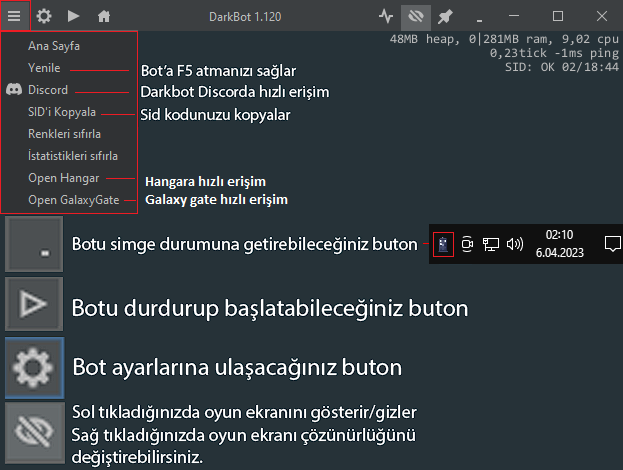 DarkBot 1.120
48MB heap, 0|281MB ram, 9,02 cpu
0,23tick -1ms ping
SID: OK 02/18:44
Ana Sayfa
Yenile
Bot’a F5 atmanızı sağlar
Discord
Darkbot Discorda hızlı erişim
SID'i Kopyala
Sid kodunuzu kopyalar
Renkleri sıfırla
İstatistikleri sıfırla
Open Hangar
Hangara hızlı erişim
Open GalaxyGate
Galaxy gate hızlı erişim
Botu simge durumuna getirebileceğiniz buton
02:10
6.04.2023
Botu durdurup başlatabileceğiniz buton
Bot ayarlarına ulaşacağınız buton
Sol tıkladığınızda oyun ekranını gösterir/gizler
Sağ tıkladığınızda oyun ekranı çözünürlüğünü
değiştirebilirsiniz.